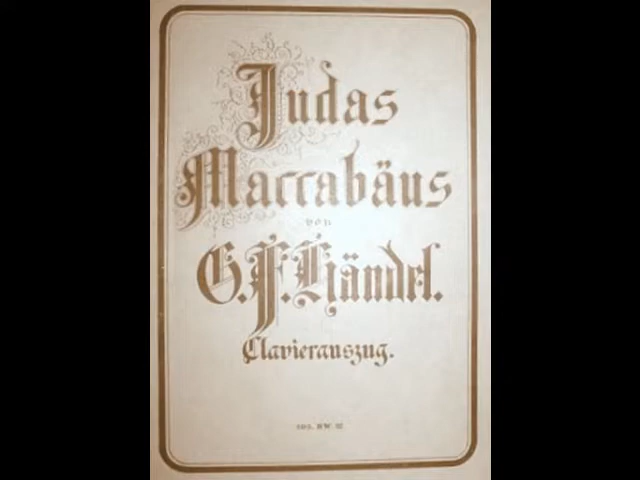 Judas
Maccabäus
von
G. F. Händel.
Clavierauszug.